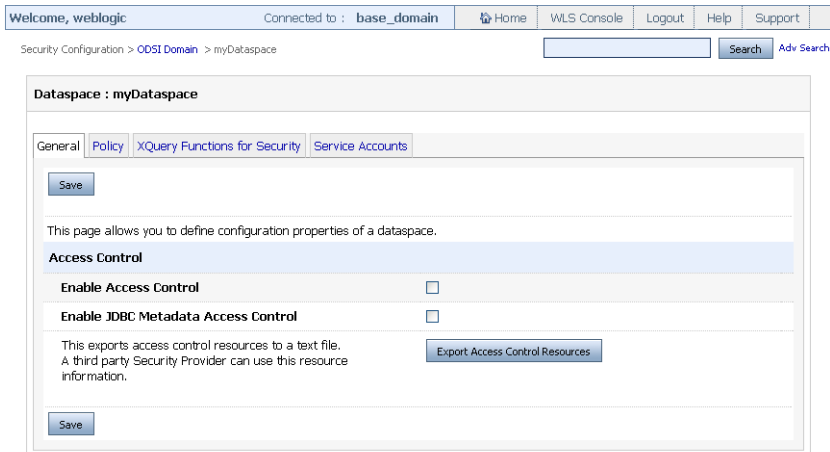 Welcome, weblogic Connected to : base_domain Home WLS Console Logout Help Support
Security Configuration > ODSI Domain > myDataspace Search Adv Search
Dataspace : myDataspace
General Policy XQuery Functions for Security Service Accounts
Save
This page allows you to define configuration properties of a dataspace.
Access Control
Enable Access Control
Enable JDBC Metadata Access Control
This exports access control resources to a text file.
A third party Security Provider can use this resource
information.
Export Access Control Resources
Save